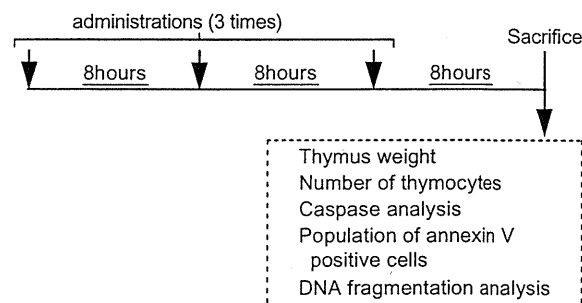 administrations (3 times)
Sacrifice
8hours 8hours 8hours
Thymus weight
Number of thymocytes
Caspase analysis
Population of annexin V
positive cells
DNA fragmentation analysis